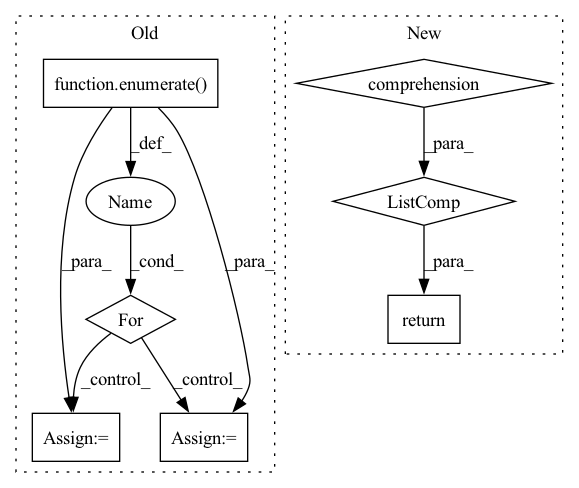 Old
function.enumerate()
_def_
Name
_para_
_cond_
_para_
For
_control_
_control_
Assign:=
Assign:=
New
comprehension
_para_
ListComp
_para_
return